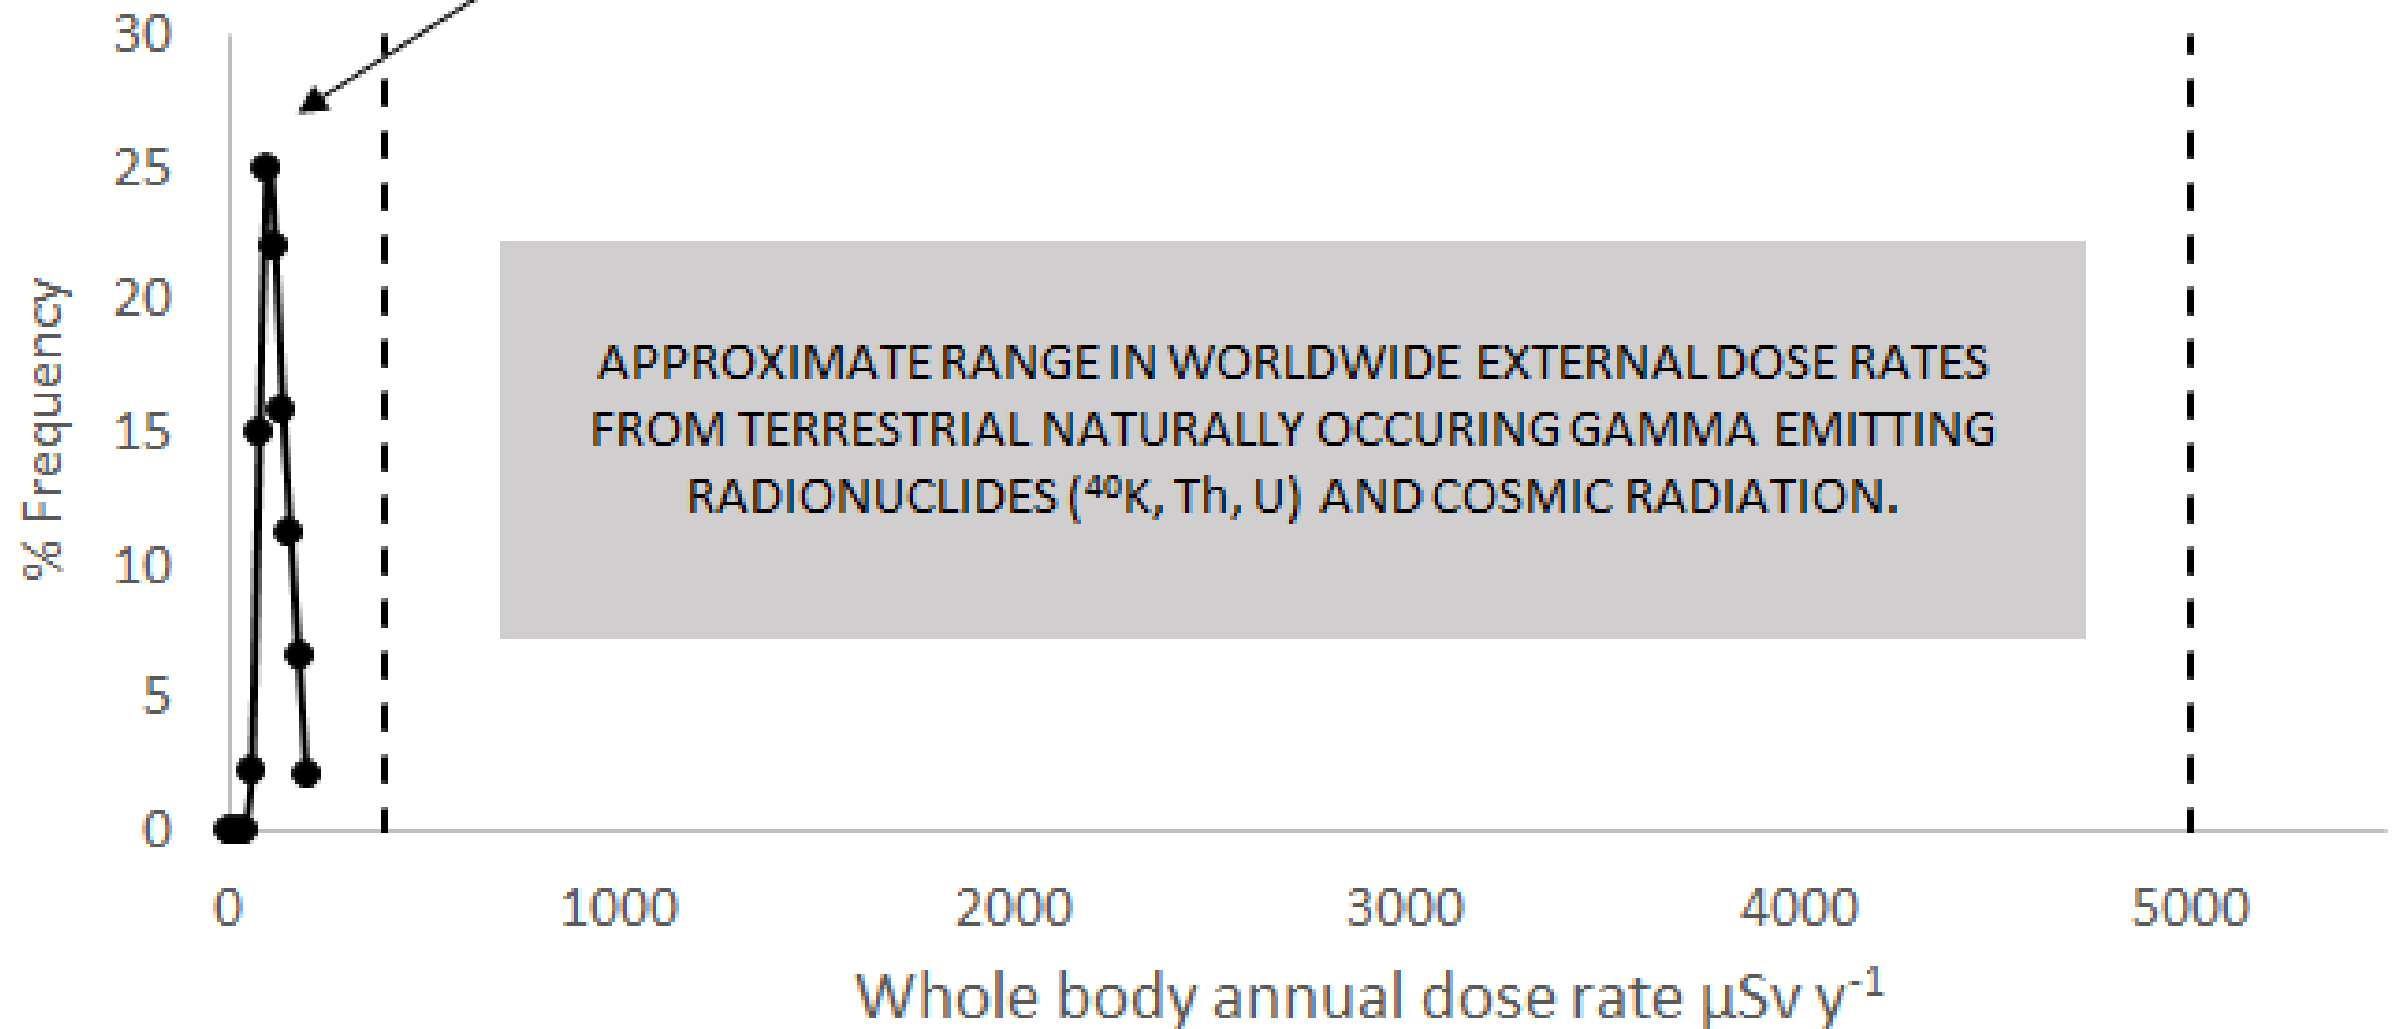 30
25
20
15
10
5
0
% Frequency
APPROXIMATE RANGE IN WORLDWIDE EXTERNAL DOSE RATES
FROM TERRESTRIAL NATURALLY OCCURING GAMMA EMITTING
RADIONUCLIDES (⁴⁰K, Th, U) AND COSMIC RADIATION.
0 1000 2000 3000 4000 5000
Whole body annual dose rate µSv y⁻¹